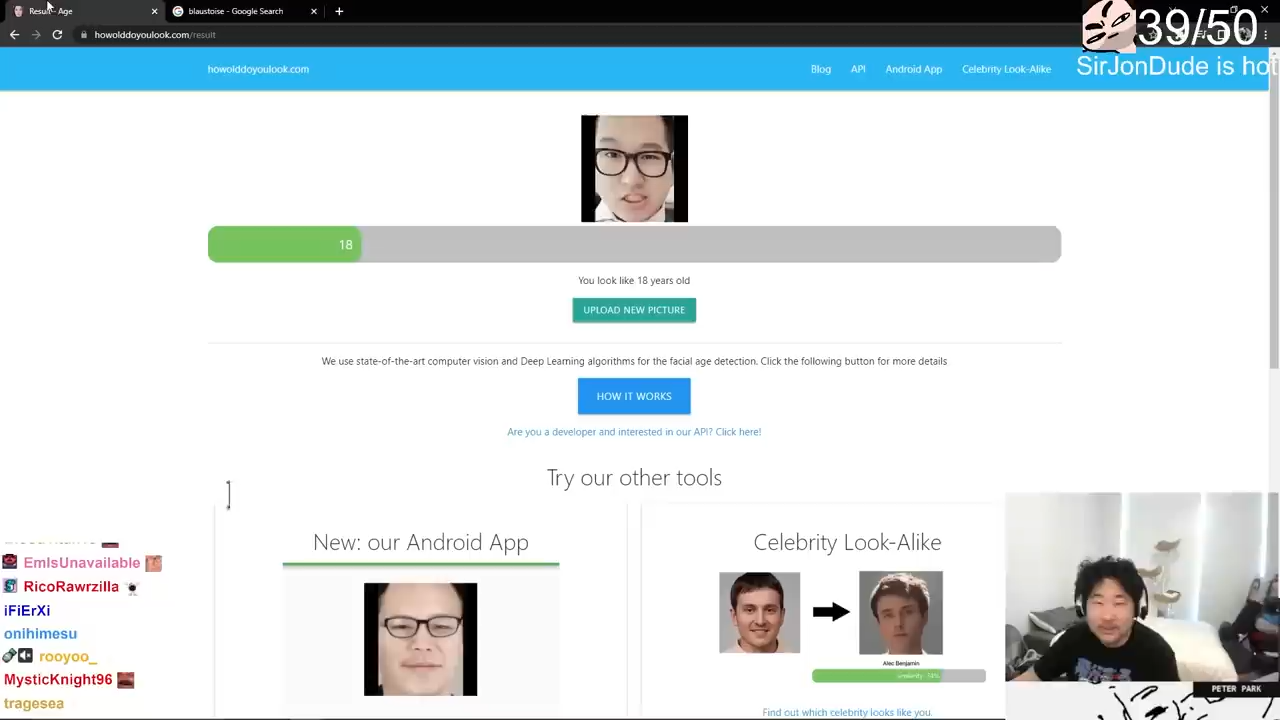 Result - Age
blaustoise - Google Search
39/50
howolddoyoulook.com/result
SirJonDude is hot
howolddoyoulook.com
Blog
API
Android App
Celebrity Look-Alike
18
You look like 18 years old
UPLOAD NEW PICTURE
We use state-of-the-art computer vision and Deep Learning algorithms for the facial age detection. Click the following button for more details
HOW IT WORKS
Are you a developer and interested in our API? Click here!
Try our other tools
New: our Android App
Celebrity Look-Alike
Alec Benjamin
Find out which celebrity looks like you.
EmIsUnavailable
RicoRawrzilla
iFiErXi
onihimesu
rooyoo_
MysticKnight96
tragesea
PETER PARK